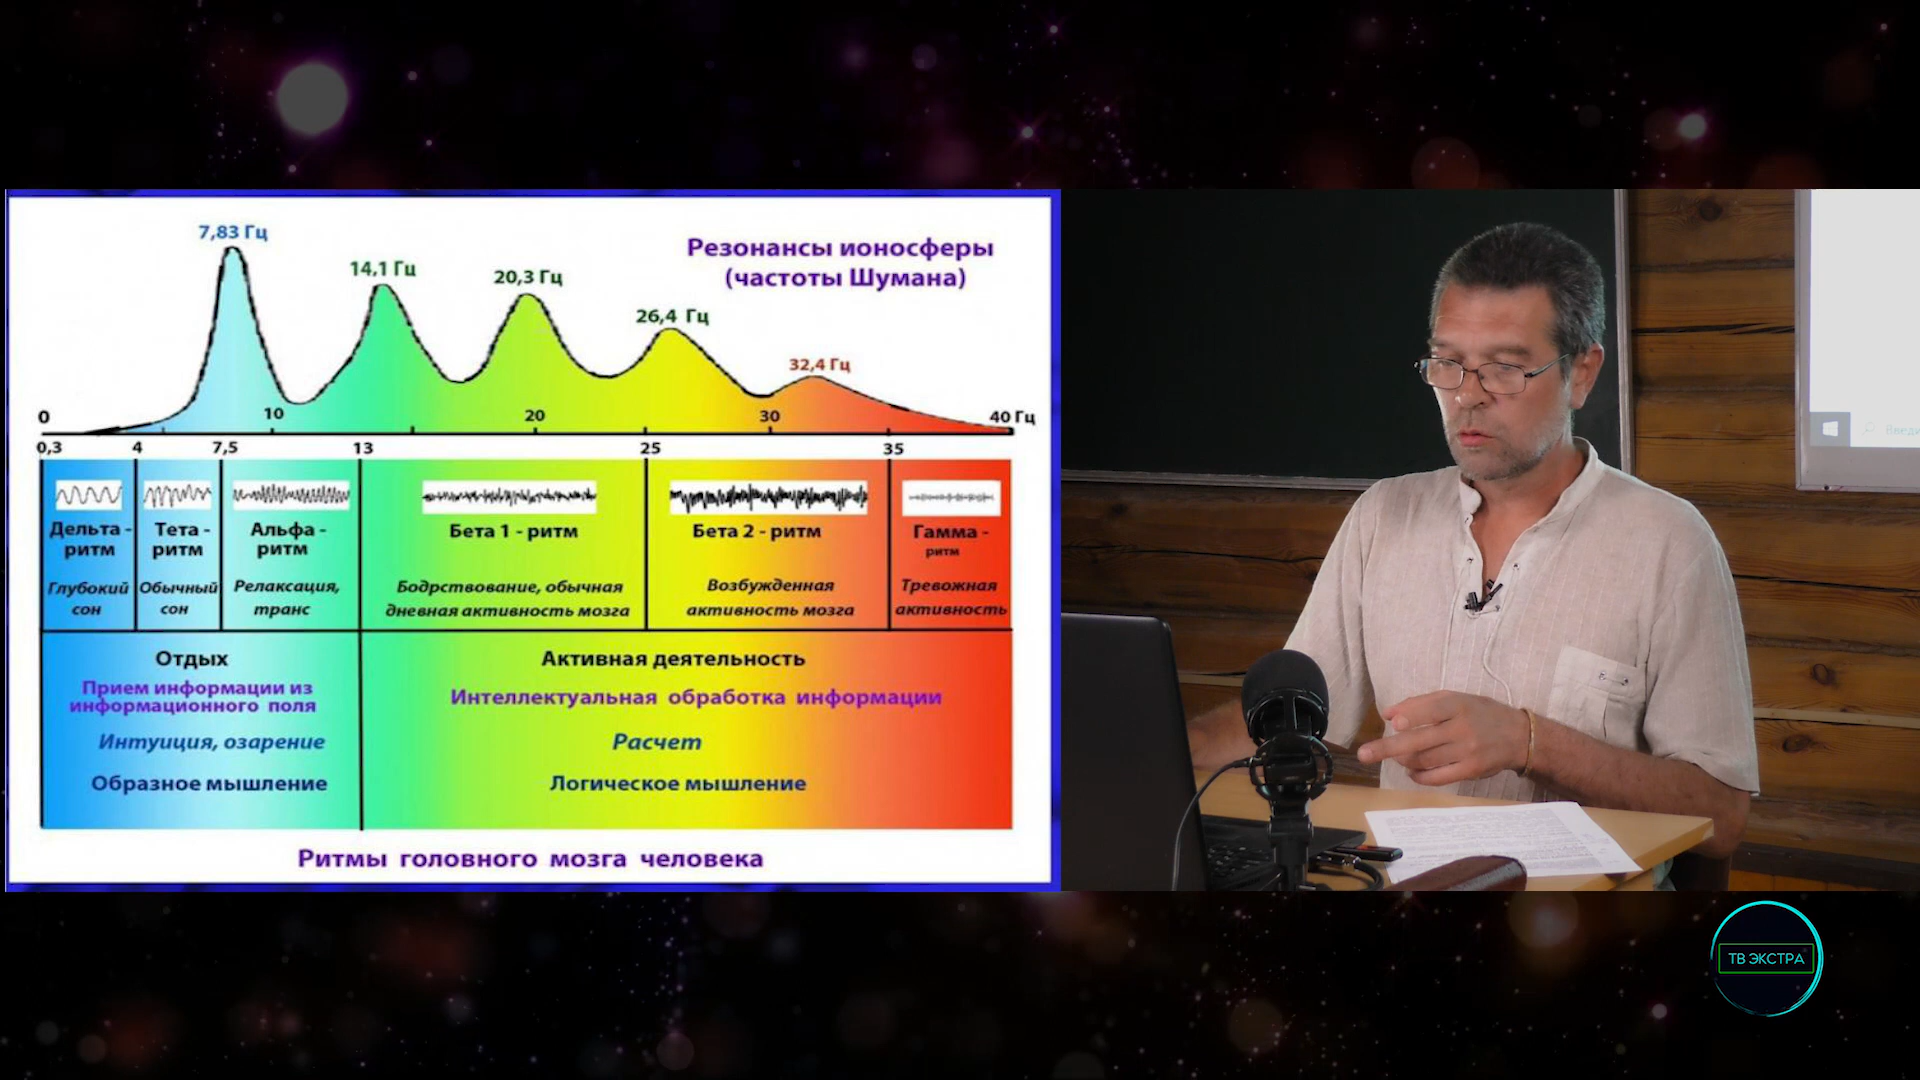 7,83 Гц
14,1 Гц
20,3 Гц
26,4 Гц
32,4 Гц
Резонансы ионосферы
(частоты Шумана)
0
10
20
30
40 Гц
0,3
4
7,5
13
25
35
Дельта -
ритм
Тета -
ритм
Альфа -
ритм
Бета 1 - ритм
Бета 2 - ритм
Гамма -
ритм
Глубокий
сон
Обычный
сон
Релаксация,
транс
Бодрствование, обычная
дневная активность мозга
Возбужденная
активность мозга
Тревожная
активность
Отдых
Прием информации из
информационного поля
Интуиция, озарение
Образное мышление
Активная деятельность
Интеллектуальная обработка информации
Расчет
Логическое мышление
Ритмы головного мозга человека
ТВ ЭКСТРА